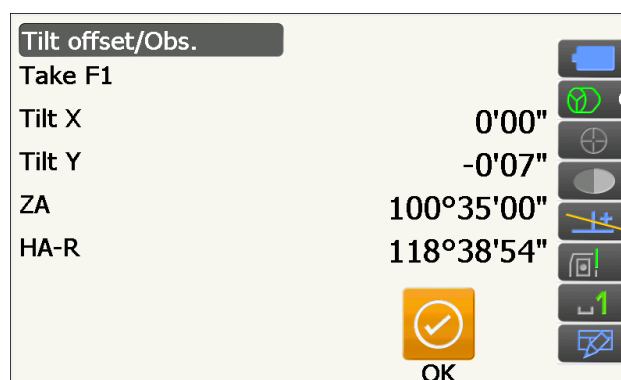 Tilt offset/Obs.
Take F1
Tilt X 0'00"
Tilt Y -0'07"
ZA 100°35'00"
HA-R 118°38'54"
1
OK